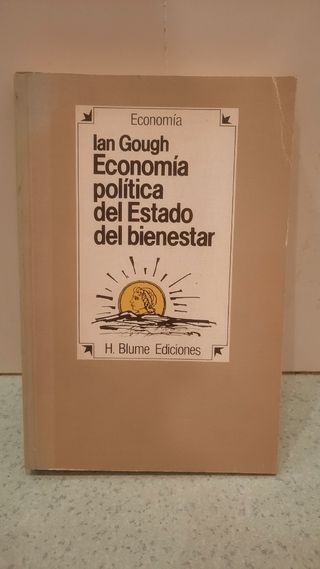 Economía
Ian Gough
Economía
política
del Estado
del bienestar
H. Blume Ediciones